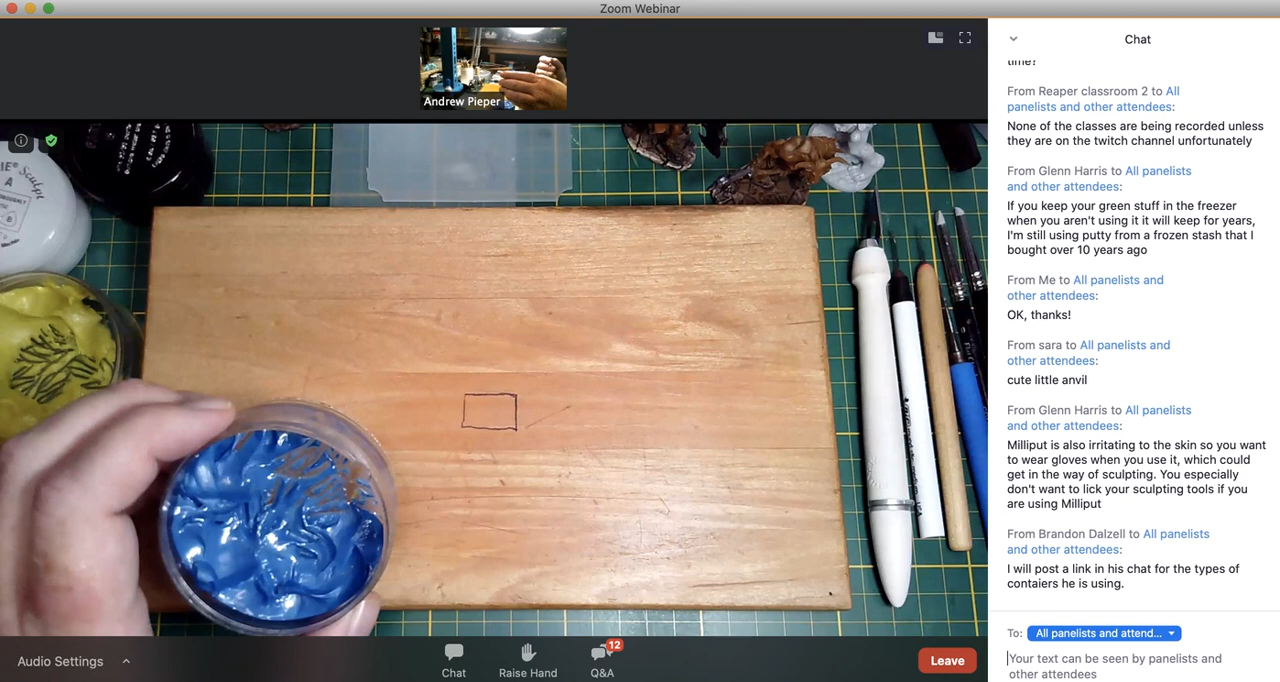 Zoom Webinar
Andrew Pieper
Sculpt
A
Chat
time?
From Reaper classroom 2 to All
panelists and other attendees:
None of the classes are being recorded unless
they are on the twitch channel unfortunately
From Glenn Harris to All panelists
and other attendees:
If you keep your green stuff in the freezer
when you aren't using it it will keep for years,
I'm still using putty from a frozen stash that I
bought over 10 years ago
From Me to All panelists and
other attendees:
OK, thanks!
From sara to All panelists and
other attendees:
cute little anvil
From Glenn Harris to All panelists
and other attendees:
Milliput is also irritating to the skin so you want
to wear gloves when you use it, which could
get in the way of sculpting. You especially
don't want to lick your sculpting tools if you
are using Milliput
From Brandon Dalzell to All panelists
and other attendees:
I will post a link in his chat for the types of
contaiers he is using.
To: All panelists and attend...
Your text can be seen by panelists and
other attendees
Audio Settings
Chat
Raise Hand
12
Q&A
Leave